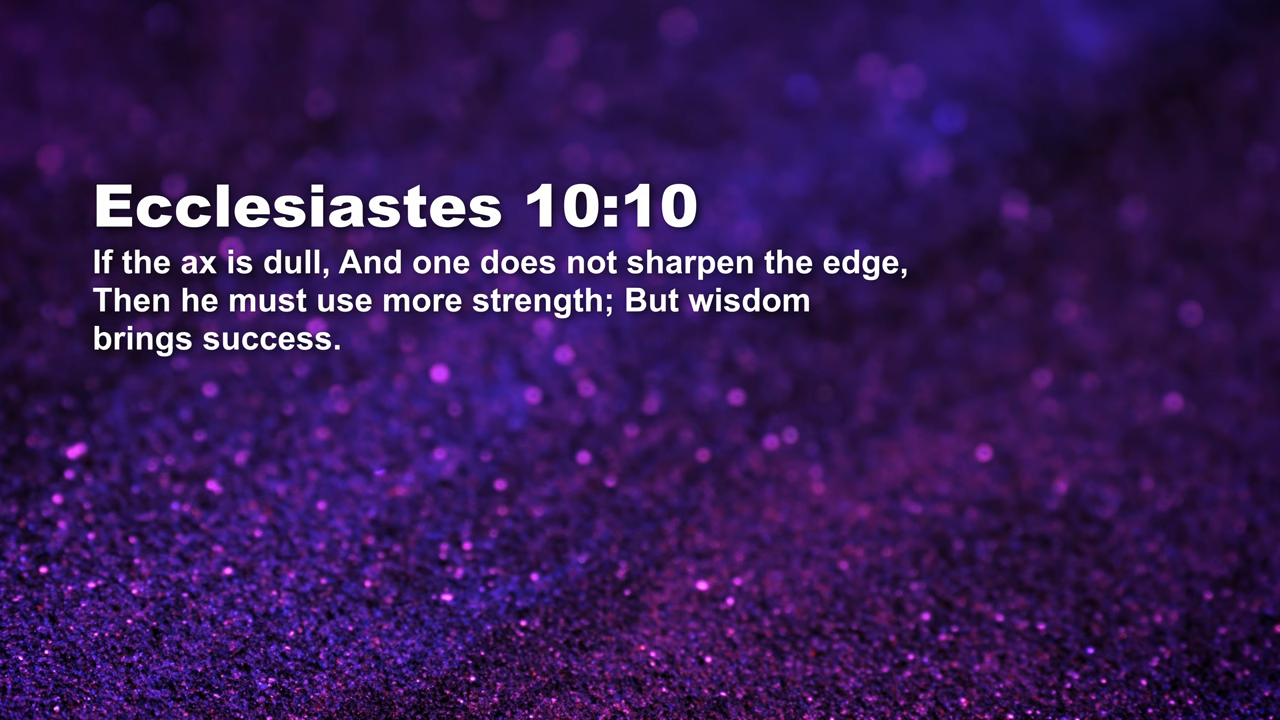 Ecclesiastes 10:10
If the ax is dull, And one does not sharpen the edge,
Then he must use more strength; But wisdom
brings success.